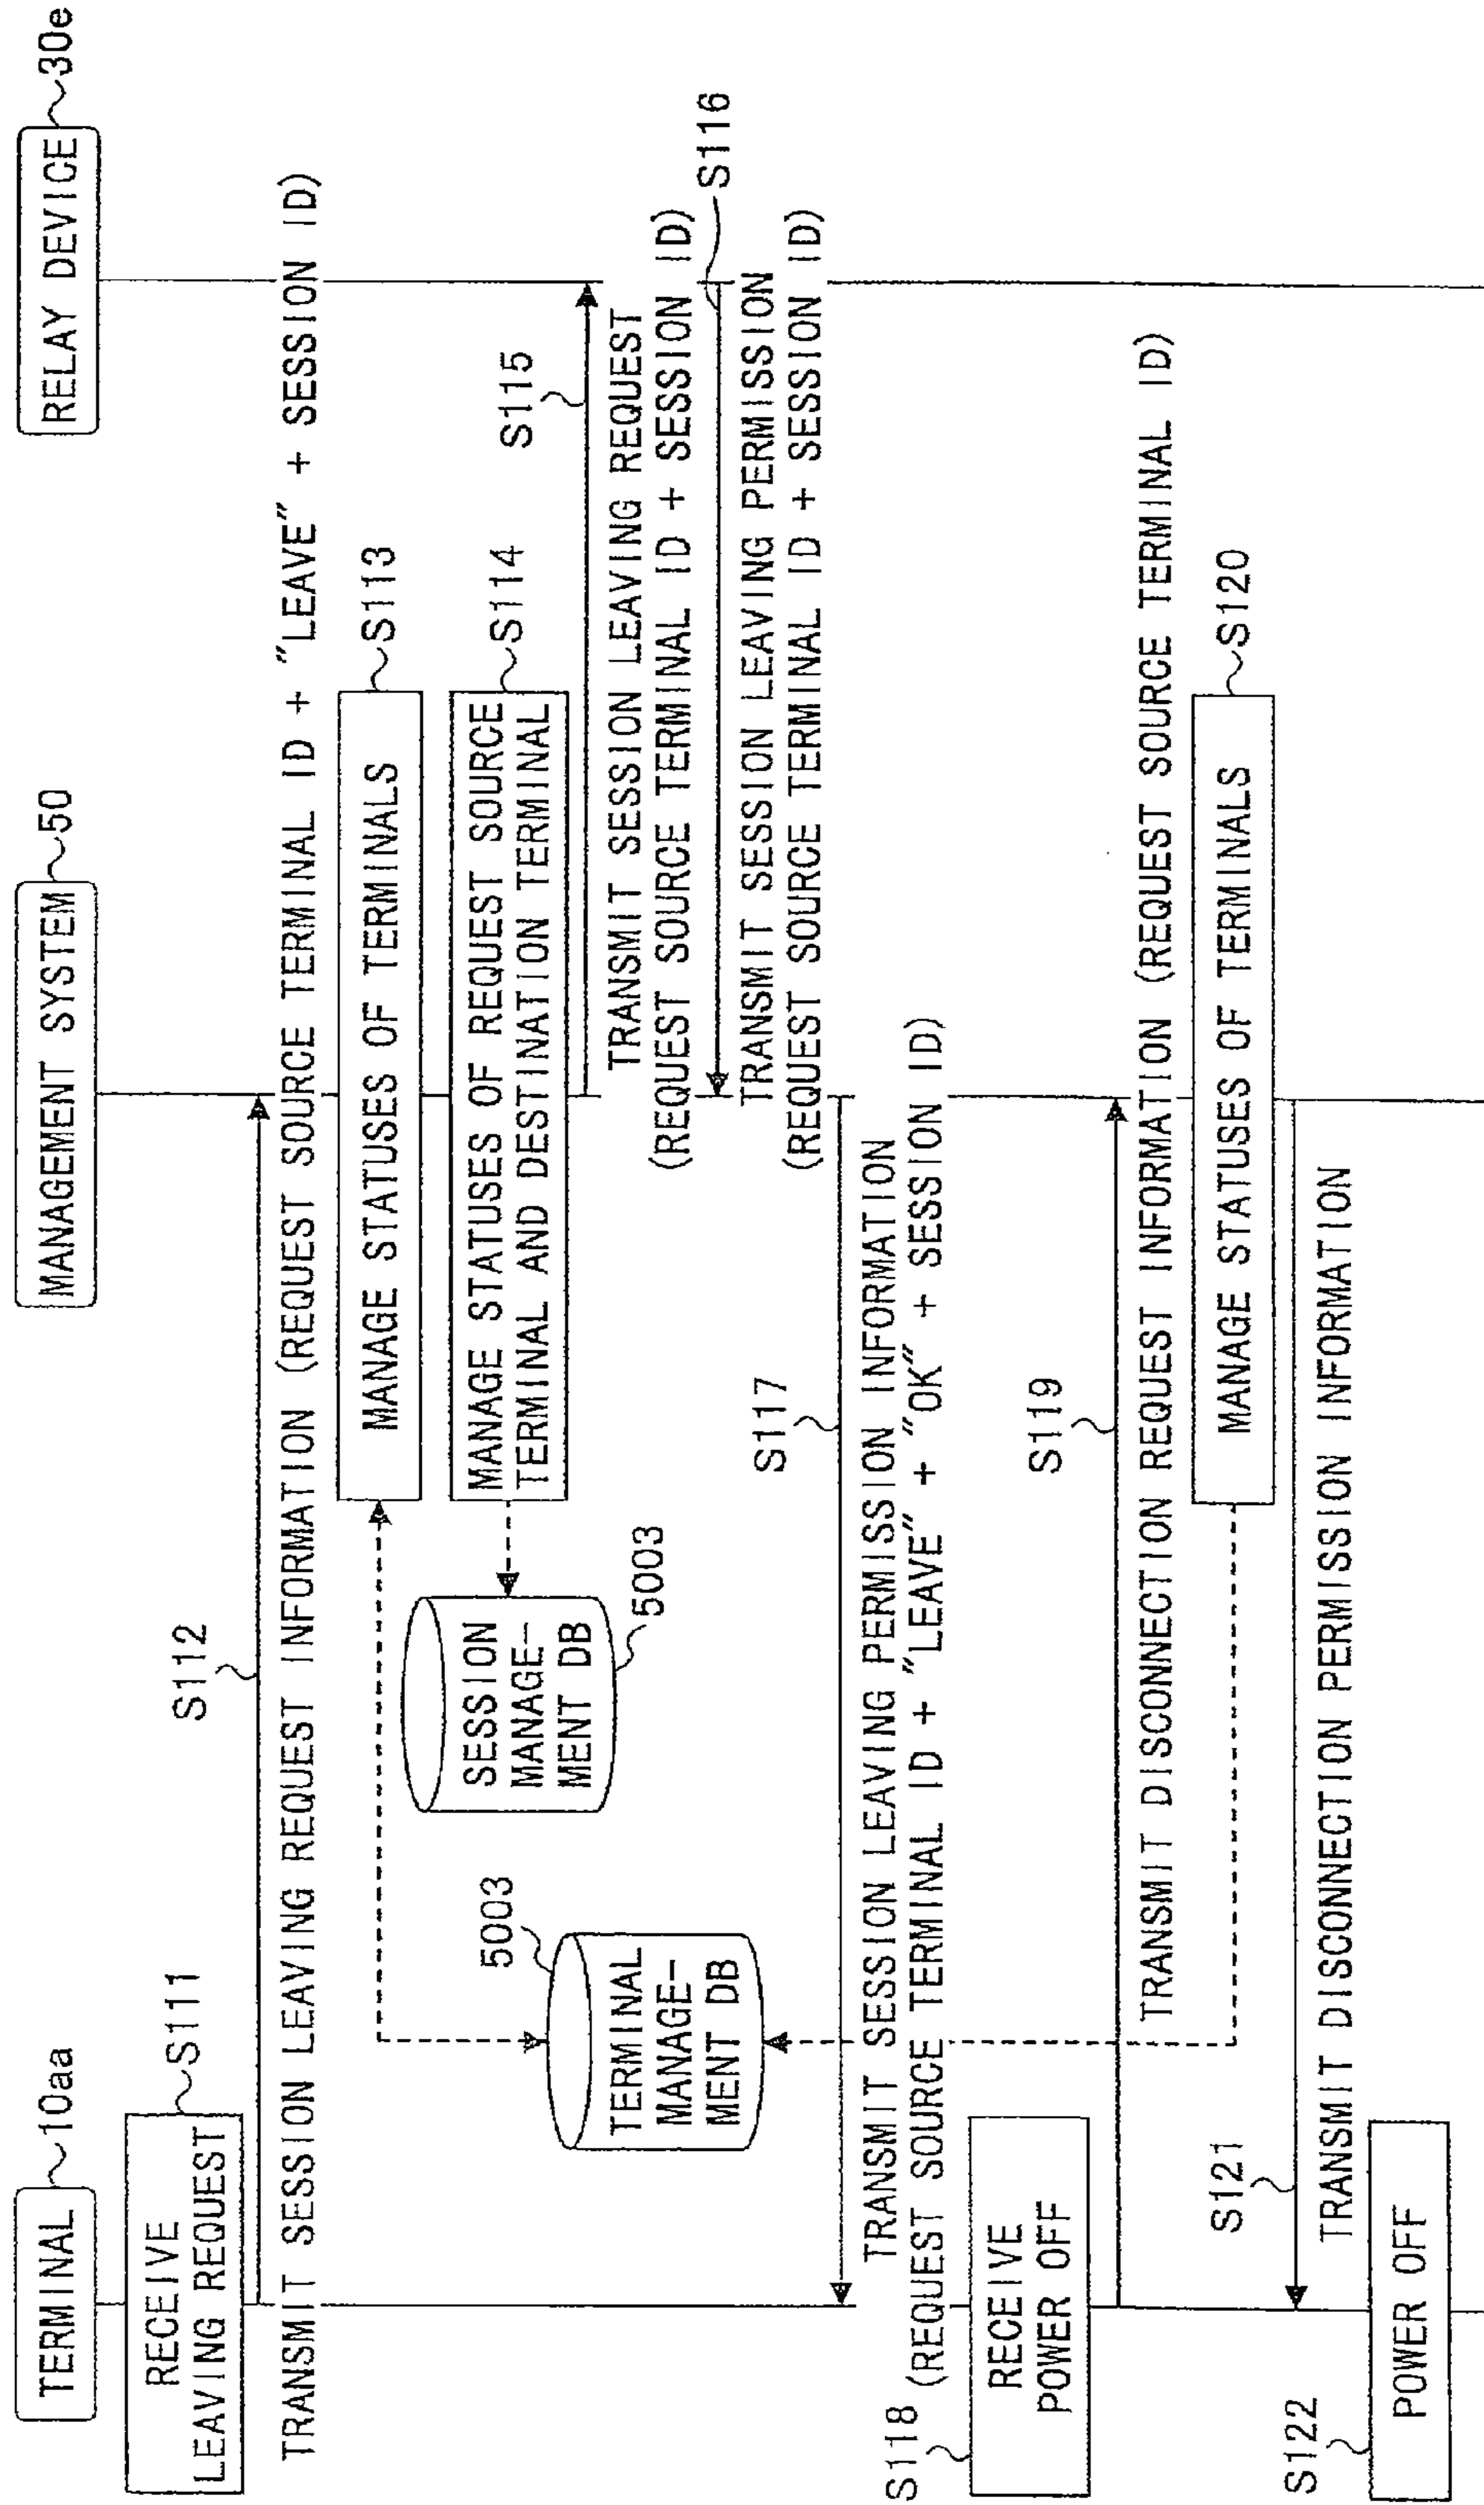 TERMINAL
10aa
MANAGEMENT SYSTEM
50
RELAY DEVICE
30e
RECEIVE
LEAVING REQUEST
S111
S112
TRANSMIT SESSION LEAVING REQUEST INFORMATION (REQUEST SOURCE TERMINAL ID + "LEAVE" + SESSION ID)
MANAGE STATUSES OF TERMINALS
S113
MANAGE STATUSES OF REQUEST SOURCE
TERMINAL AND DESTINATION TERMINAL
S114
SESSION
MANAGE-
MENT DB
5003
TERMINAL
MANAGE-
MENT DB
5003
S115
TRANSMIT SESSION LEAVING REQUEST
(REQUEST SOURCE TERMINAL ID + SESSION ID)
S116
TRANSMIT SESSION LEAVING PERMISSION
(REQUEST SOURCE TERMINAL ID + SESSION ID)
S117
TRANSMIT SESSION LEAVING PERMISSION INFORMATION
(REQUEST SOURCE TERMINAL ID + "LEAVE" + "OK" + SESSION ID)
S118
RECEIVE
POWER OFF
S119
TRANSMIT DISCONNECTION REQUEST INFORMATION (REQUEST SOURCE TERMINAL ID)
MANAGE STATUSES OF TERMINALS
S120
S121
TRANSMIT DISCONNECTION PERMISSION INFORMATION
S122
POWER OFF